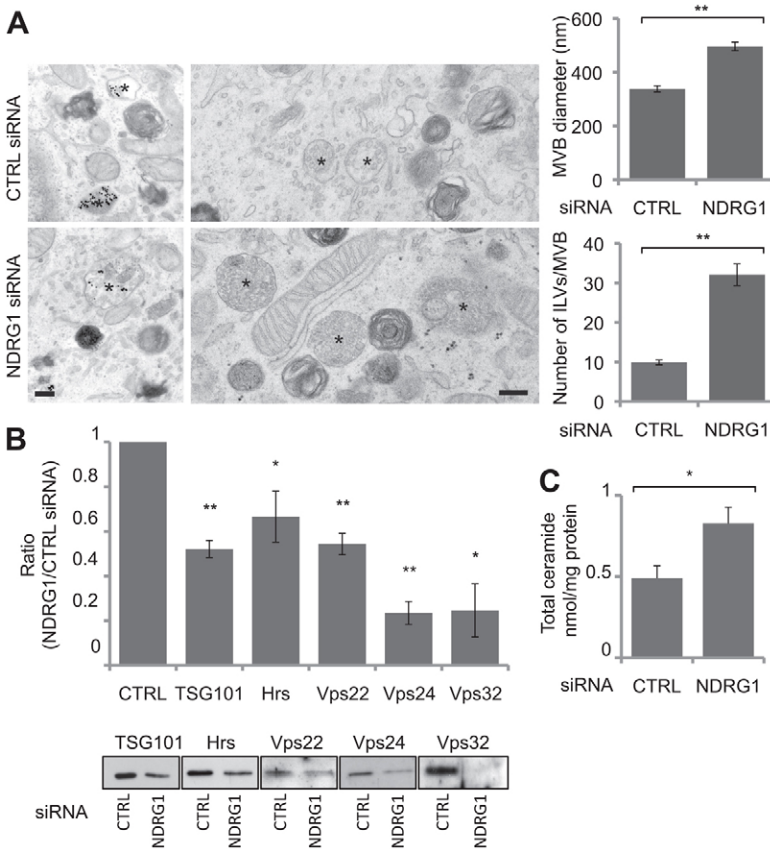 A
CTRL siRNA
NDRG1 siRNA
*
*
*
*
*
*
*
*
MVB diameter (nm)
600
400
200
0
**
siRNA CTRL NDRG1
Number of ILVs/MVB
40
30
20
10
0
**
siRNA CTRL NDRG1
B
Ratio
(NDRG1/CTRL siRNA)
1
0.8
0.6
0.4
0.2
0
**
*
**
**
*
CTRL TSG101 Hrs Vps22 Vps24 Vps32
TSG101 Hrs Vps22 Vps24 Vps32
siRNA CTRL NDRG1 CTRL NDRG1 CTRL NDRG1 CTRL NDRG1 CTRL NDRG1
C
Total ceramide
nmol/mg protein
1
0.5
0
*
siRNA CTRL NDRG1